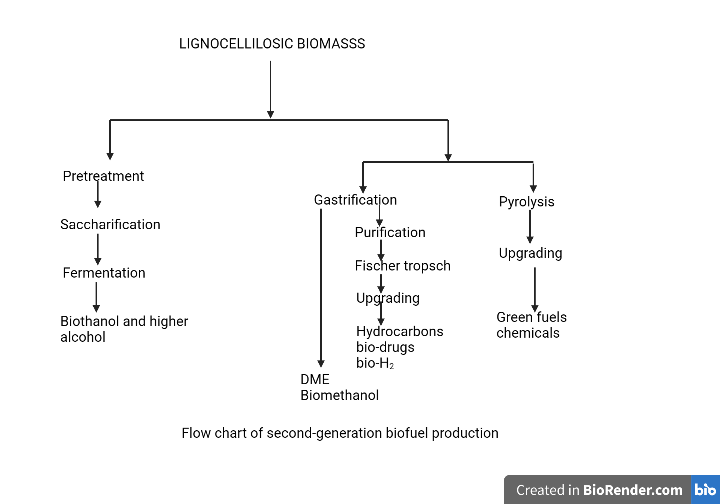 LIGNOCELLILOSIC BIOMASSS
Pretreatment
Saccharification
Fermentation
Biothanol and higher
alcohol
Gastrification
Purification
Fischer tropsch
Upgrading
Hydrocarbons
bio-drugs
bio-H₂
DME
Biomethanol
Pyrolysis
Upgrading
Green fuels
chemicals
Flow chart of second-generation biofuel production
Created in BioRender.com bio